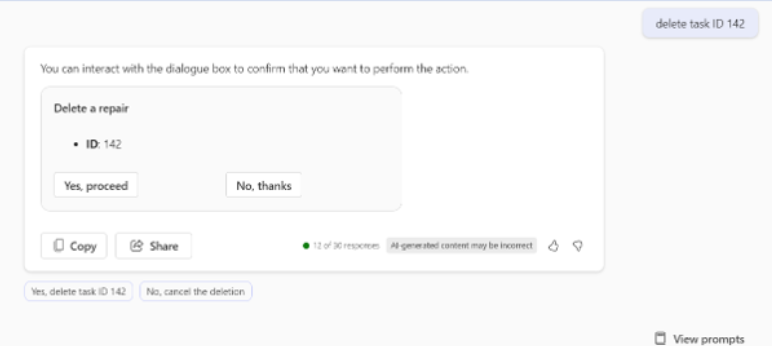 delete task ID 142
You can interact with the dialogue box to confirm that you want to perform the action.
Delete a repair
• ID: 142
Yes, proceed
No, thanks
Copy
Share
12 of 30 responses
AI-generated content may be incorrect
Yes, delete task ID 142
No, cancel the deletion
View prompts